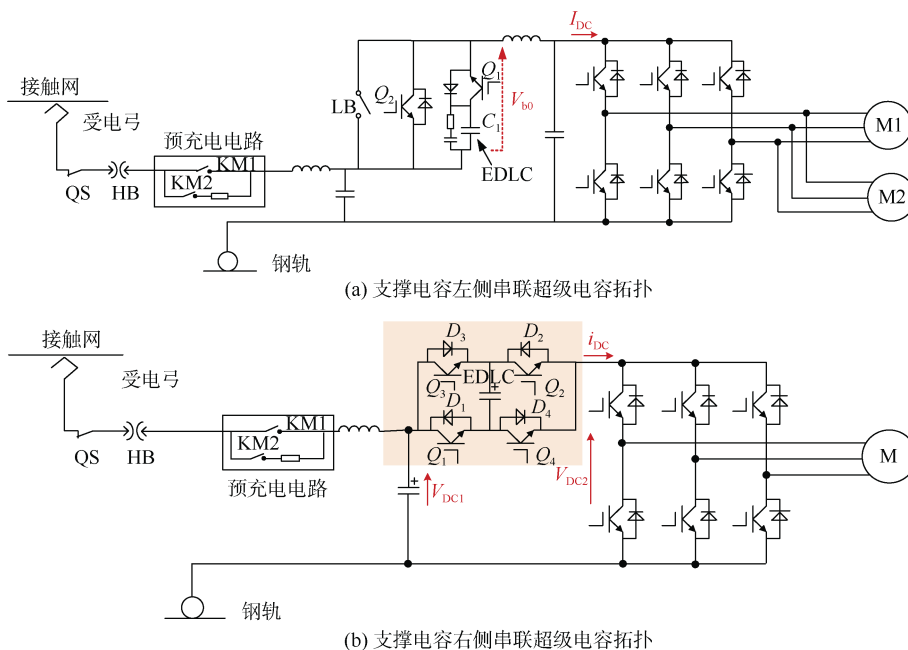 接触网
受电弓
QS
HB
预充电电路
KM1
KM2
LB
Q2
Q1
C1
EDLC
Vb0
IDC
M1
M2
钢轨
(a) 支撑电容左侧串联超级电容拓扑
接触网
受电弓
QS
HB
KM1
KM2
预充电电路
D3
D2
EDLC
+
Q3
Q2
D1
D4
Q1
Q4
iDC
+
VDC1
VDC2
M
钢轨
(b) 支撑电容右侧串联超级电容拓扑